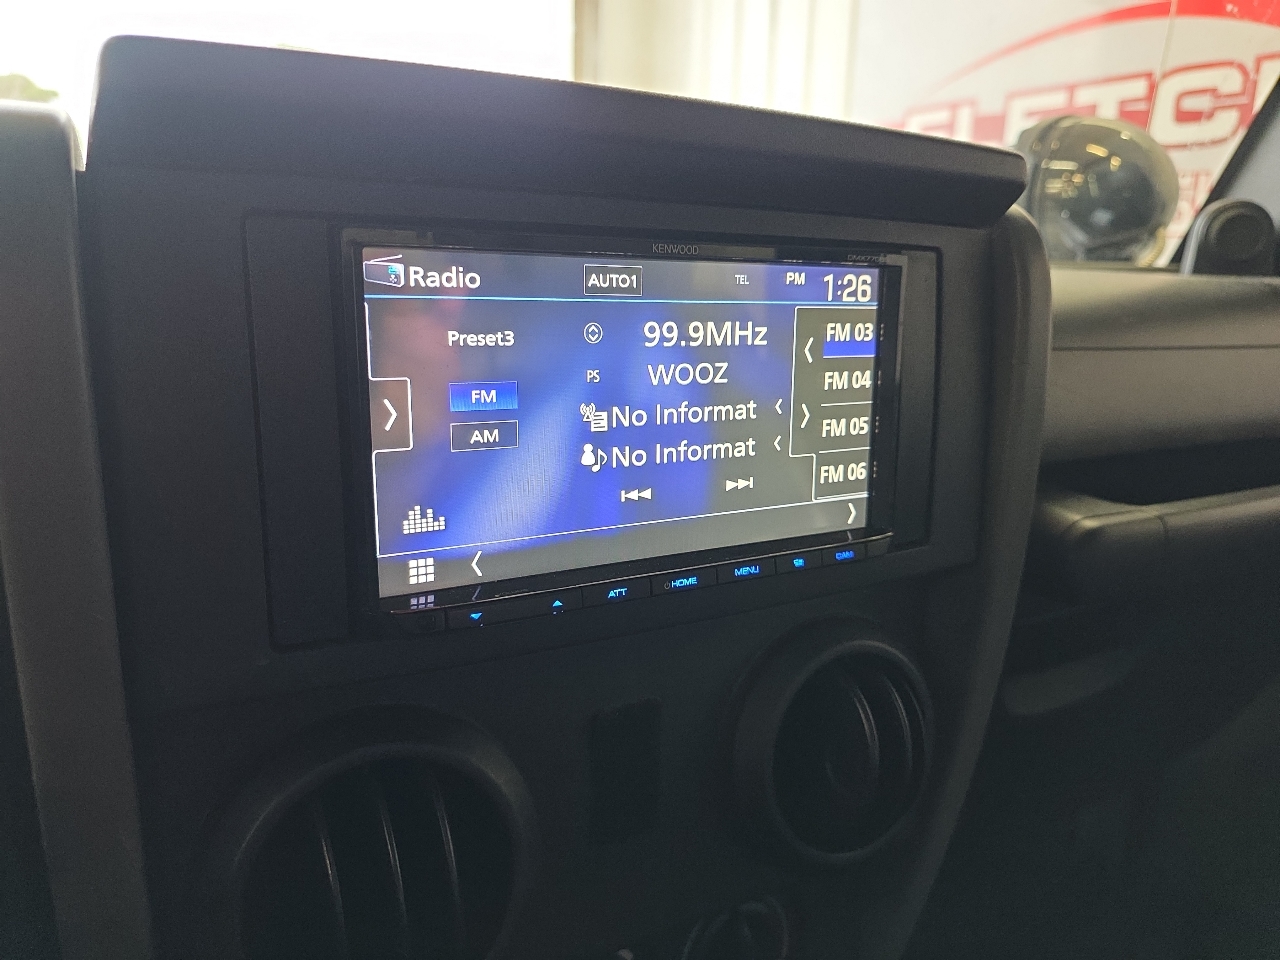 KENWOOD
Radio AUTO1 TEL PM 1:26
Preset3 99.9MHz FM 03
PS WOOZ FM 04
FM No Informat FM 05
AM No Informat FM 06
ATT HOME MENU CAM